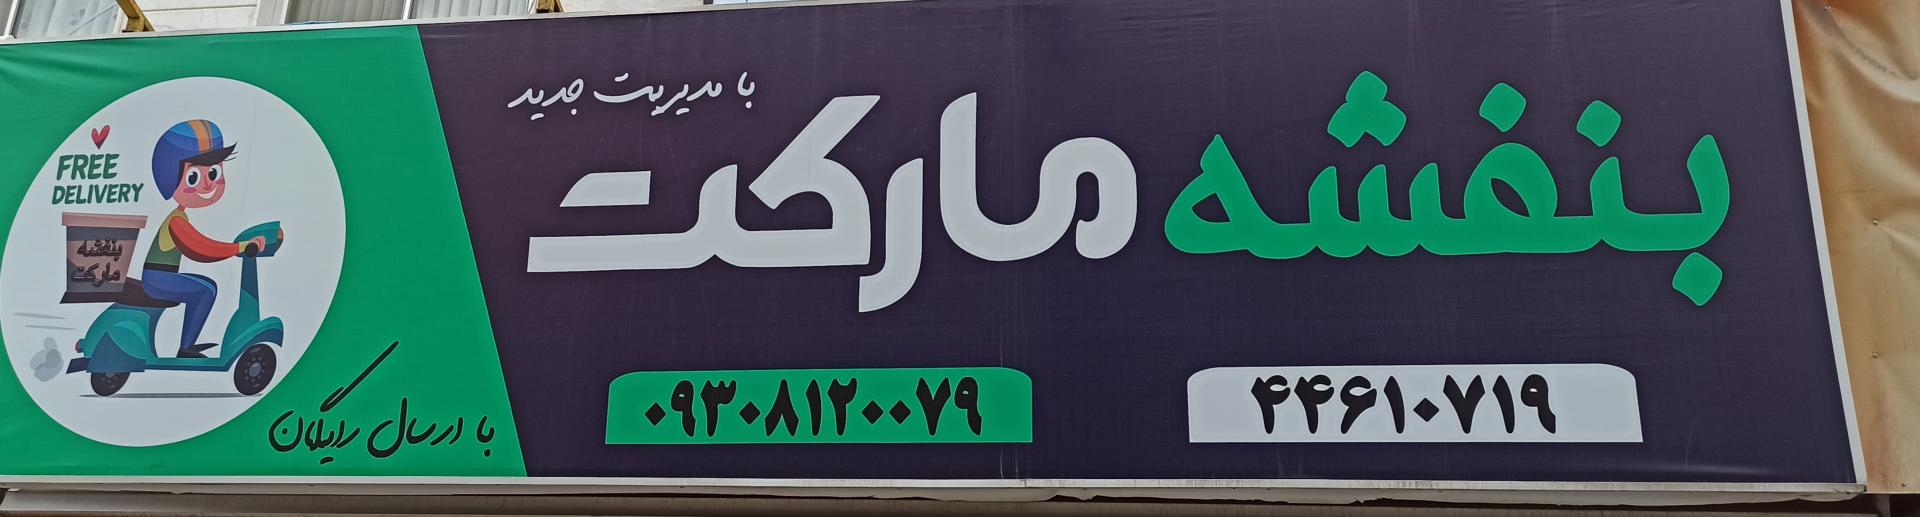 بنفشه مارکت
با مدیریت جدید
۴۴۶۱۰۷۱۹
۰۹۳۰۸۱۲۰۰۷۹
FREE
DELIVERY
بنفشه
مارکت
با ارسال رایگان